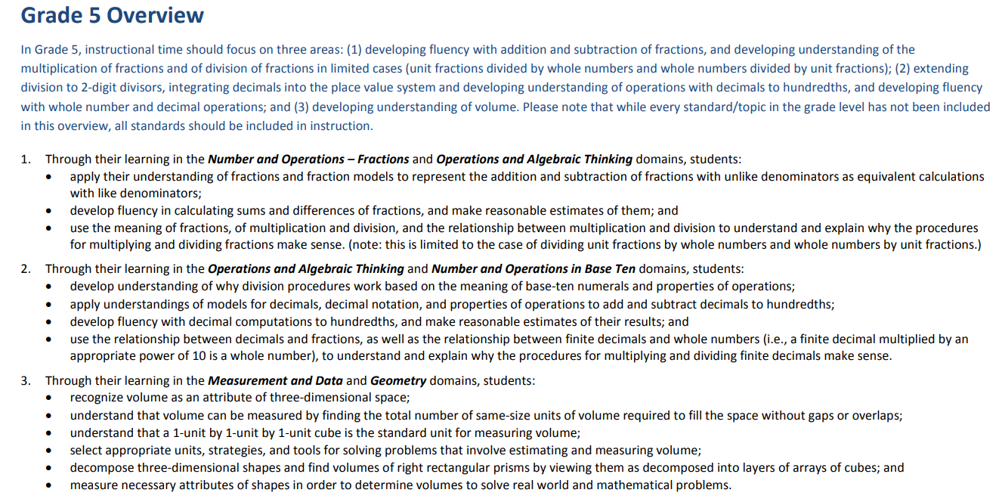 Grade 5 Overview
In Grade 5, instructional time should focus on three areas: (1) developing fluency with addition and subtraction of fractions, and developing understanding of the
multiplication of fractions and of division of fractions in limited cases (unit fractions divided by whole numbers and whole numbers divided by unit fractions); (2) extending
division to 2-digit divisors, integrating decimals into the place value system and developing understanding of operations with decimals to hundredths, and developing fluency
with whole number and decimal operations; and (3) developing understanding of volume. Please note that while every standard/topic in the grade level has not been included
in this overview, all standards should be included in instruction.
1. Through their learning in the Number and Operations – Fractions and Operations and Algebraic Thinking domains, students:
• apply their understanding of fractions and fraction models to represent the addition and subtraction of fractions with unlike denominators as equivalent calculations
with like denominators;
• develop fluency in calculating sums and differences of fractions, and make reasonable estimates of them; and
• use the meaning of fractions, of multiplication and division, and the relationship between multiplication and division to understand and explain why the procedures
for multiplying and dividing fractions make sense. (note: this is limited to the case of dividing unit fractions by whole numbers and whole numbers by unit fractions.)
2. Through their learning in the Operations and Algebraic Thinking and Number and Operations in Base Ten domains, students:
• develop understanding of why division procedures work based on the meaning of base-ten numerals and properties of operations;
• apply understandings of models for decimals, decimal notation, and properties of operations to add and subtract decimals to hundredths;
• develop fluency with decimal computations to hundredths, and make reasonable estimates of their results; and
• use the relationship between decimals and fractions, as well as the relationship between finite decimals and whole numbers (i.e., a finite decimal multiplied by an
appropriate power of 10 is a whole number), to understand and explain why the procedures for multiplying and dividing finite decimals make sense.
3. Through their learning in the Measurement and Data and Geometry domains, students:
• recognize volume as an attribute of three-dimensional space;
• understand that volume can be measured by finding the total number of same-size units of volume required to fill the space without gaps or overlaps;
• understand that a 1-unit by 1-unit by 1-unit cube is the standard unit for measuring volume;
• select appropriate units, strategies, and tools for solving problems that involve estimating and measuring volume;
• decompose three-dimensional shapes and find volumes of right rectangular prisms by viewing them as decomposed into layers of arrays of cubes; and
• measure necessary attributes of shapes in order to determine volumes to solve real world and mathematical problems.